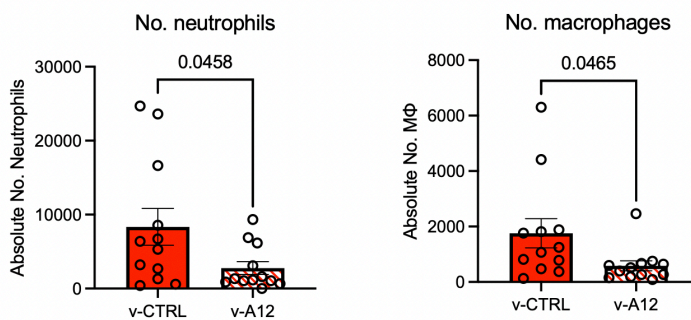 No. neutrophils
0.0458
30000
20000
10000
0
Absolute No. Neutrophils
v-CTRL
v-A12
No. macrophages
0.0465
8000
6000
4000
2000
0
Absolute No. MΦ
v-CTRL
v-A12